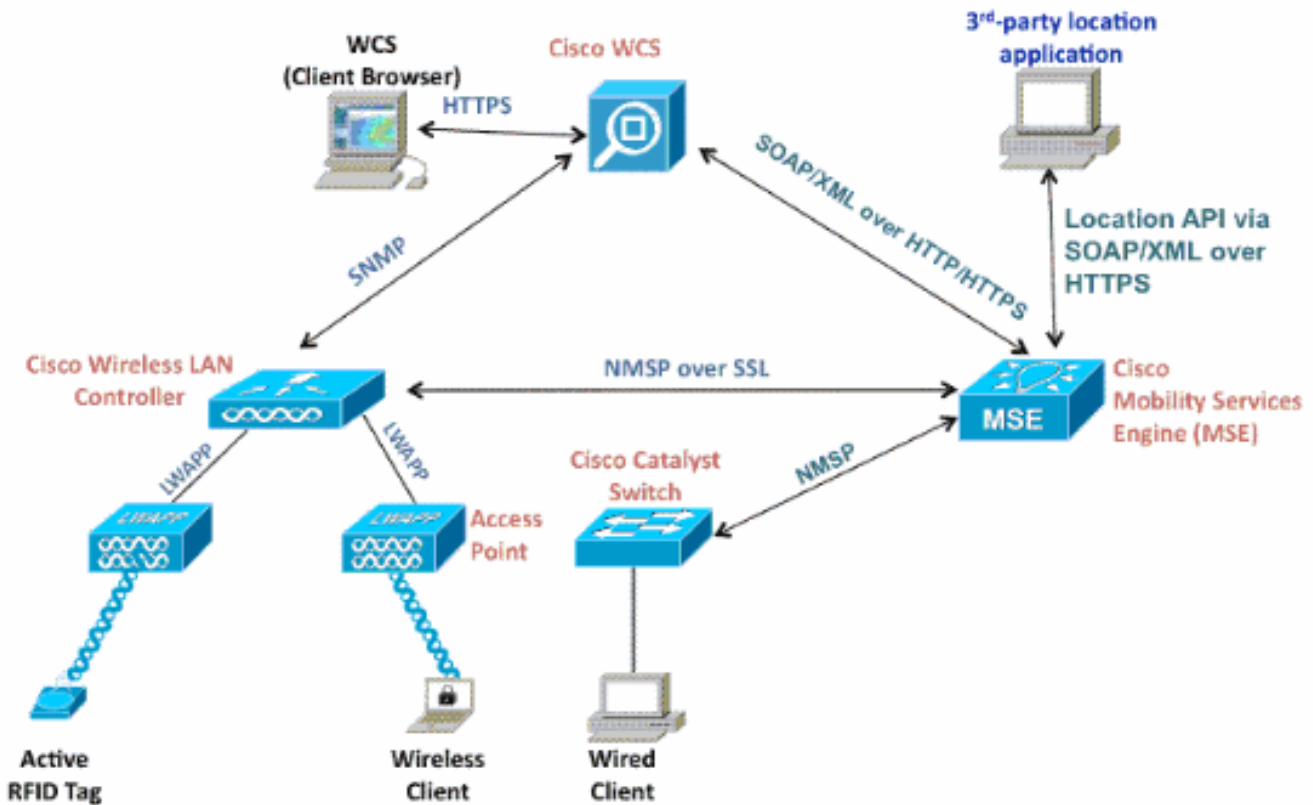 WCS
(Client Browser)
Cisco WCS
3rd-party location
application
HTTPS
SOAP/XML over HTTP/HTTPS
Location API via
SOAP/XML over
HTTPS
SNMP
Cisco Wireless LAN
Controller
NMSP over SSL
MSE
Cisco
Mobility Services
Engine (MSE)
LWAPP
LWAPP
NMSP
Cisco Catalyst
Switch
LWAPP
LWAPP
Access
Point
Active
RFID Tag
Wireless
Client
Wired
Client